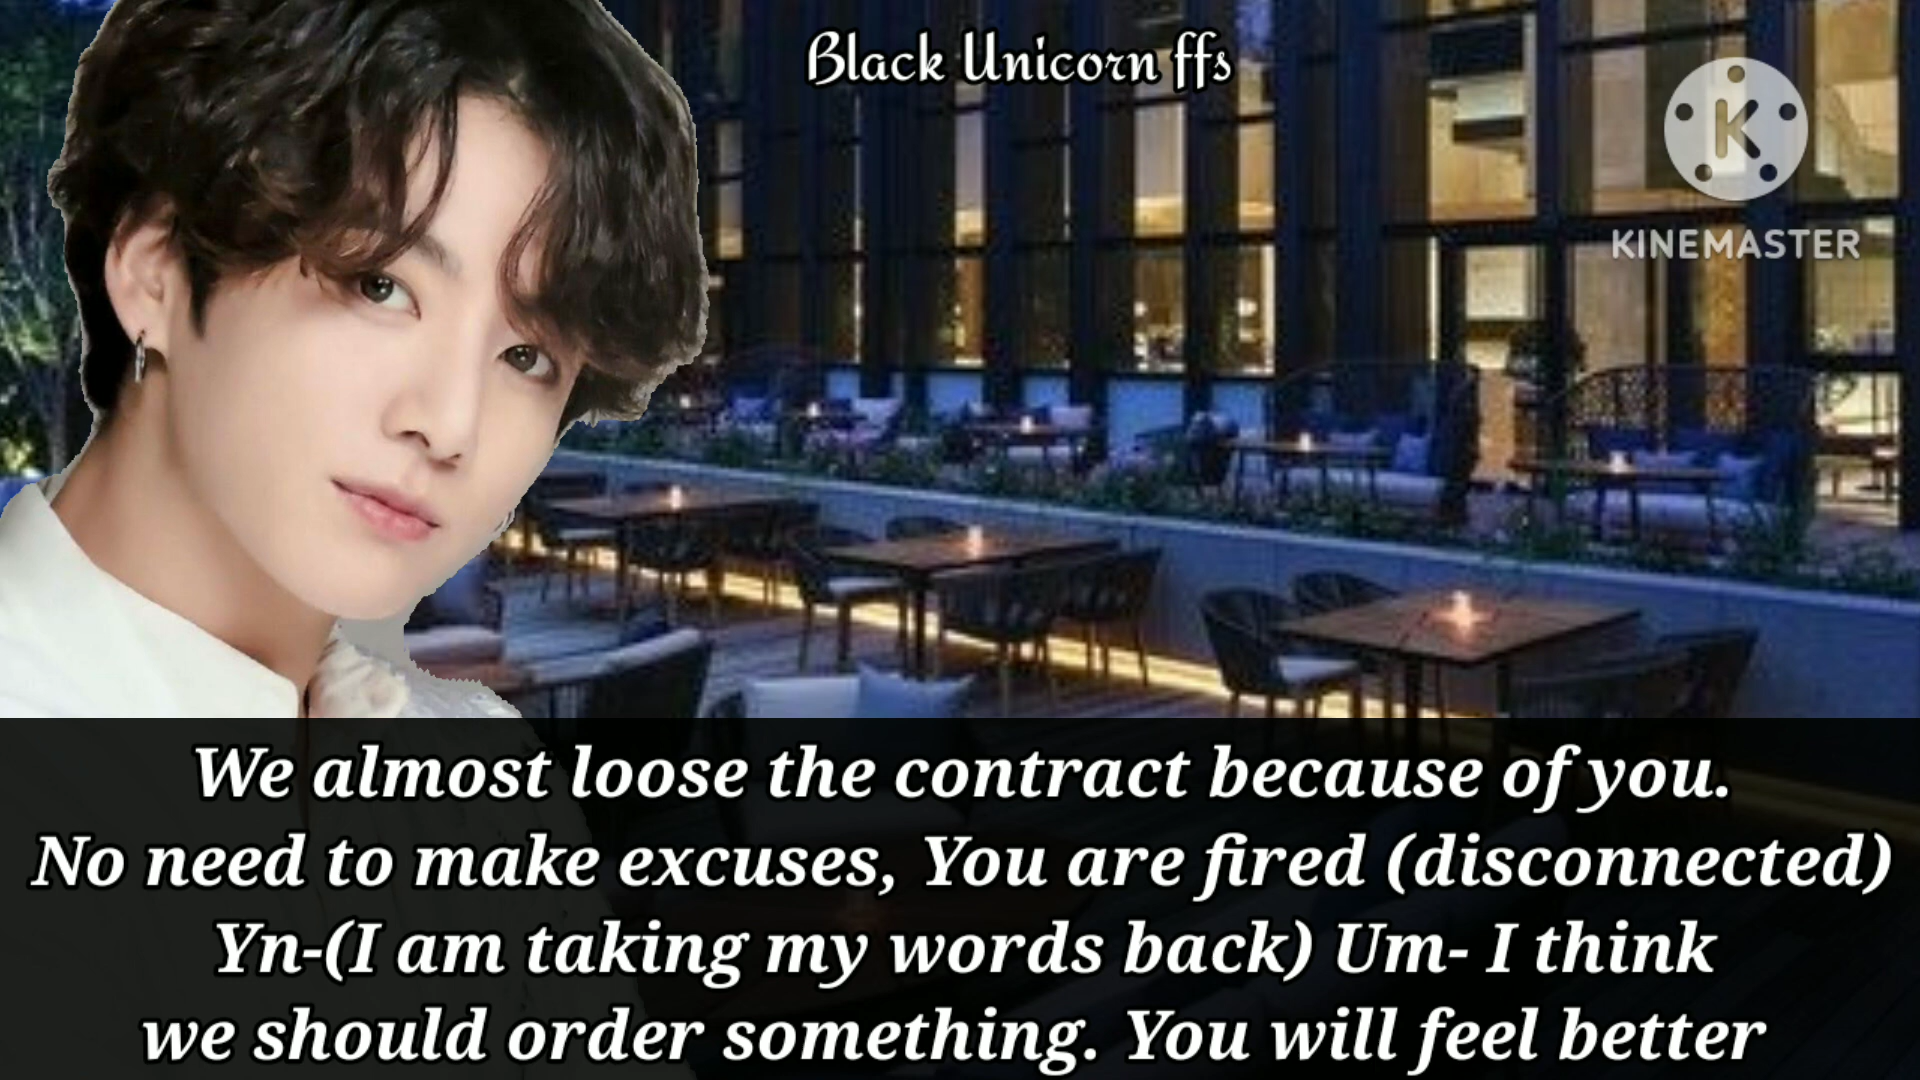 Black Unicorn ffs
K
KINEMASTER
We almost loose the contract because of you.
No need to make excuses, You are fired (disconnected)
Yn-(I am taking my words back) Um- I think
we should order something. You will feel better